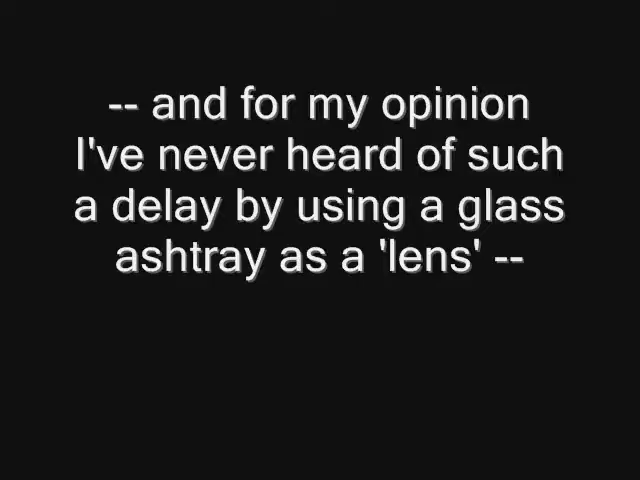 -- and for my opinion
I've never heard of such
a delay by using a glass
ashtray as a 'lens' --